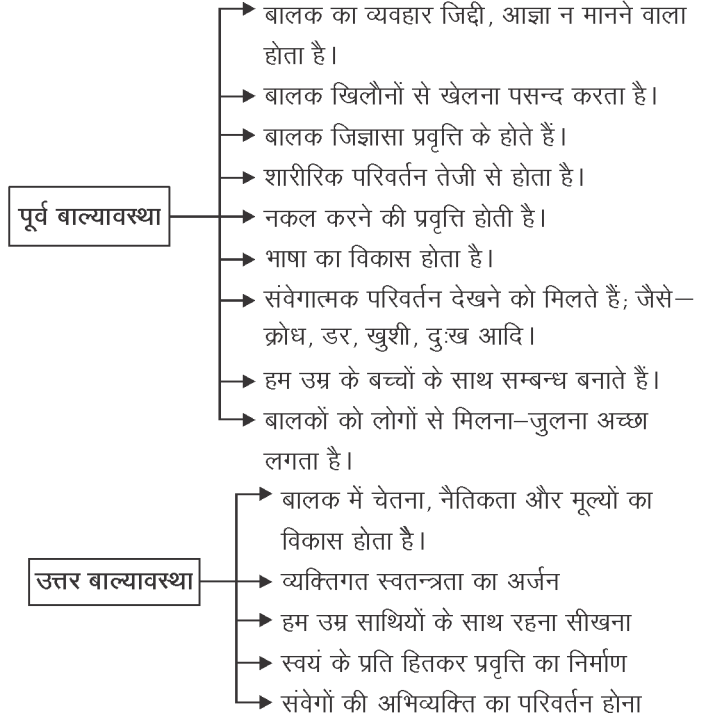 बालक का व्यवहार जिद्दी, आज्ञा न मानने वाला
होता है।
बालक खिलौनों से खेलना पसन्द करता है।
बालक जिज्ञासा प्रवृत्ति के होते हैं।
शारीरिक परिवर्तन तेजी से होता है।
पूर्व बाल्यावस्था
नकल करने की प्रवृत्ति होती है।
भाषा का विकास होता है।
संवेगात्मक परिवर्तन देखने को मिलते हैं; जैसे–
क्रोध, डर, खुशी, दुःख आदि।
हम उम्र के बच्चों के साथ सम्बन्ध बनाते हैं।
बालकों को लोगों से मिलना–जुलना अच्छा
लगता है।
बालक में चेतना, नैतिकता और मूल्यों का
विकास होता है।
उत्तर बाल्यावस्था
व्यक्तिगत स्वतन्त्रता का अर्जन
हम उम्र साथियों के साथ रहना सीखना
स्वयं के प्रति हितकर प्रवृत्ति का निर्माण
संवेगों की अभिव्यक्ति का परिवर्तन होना